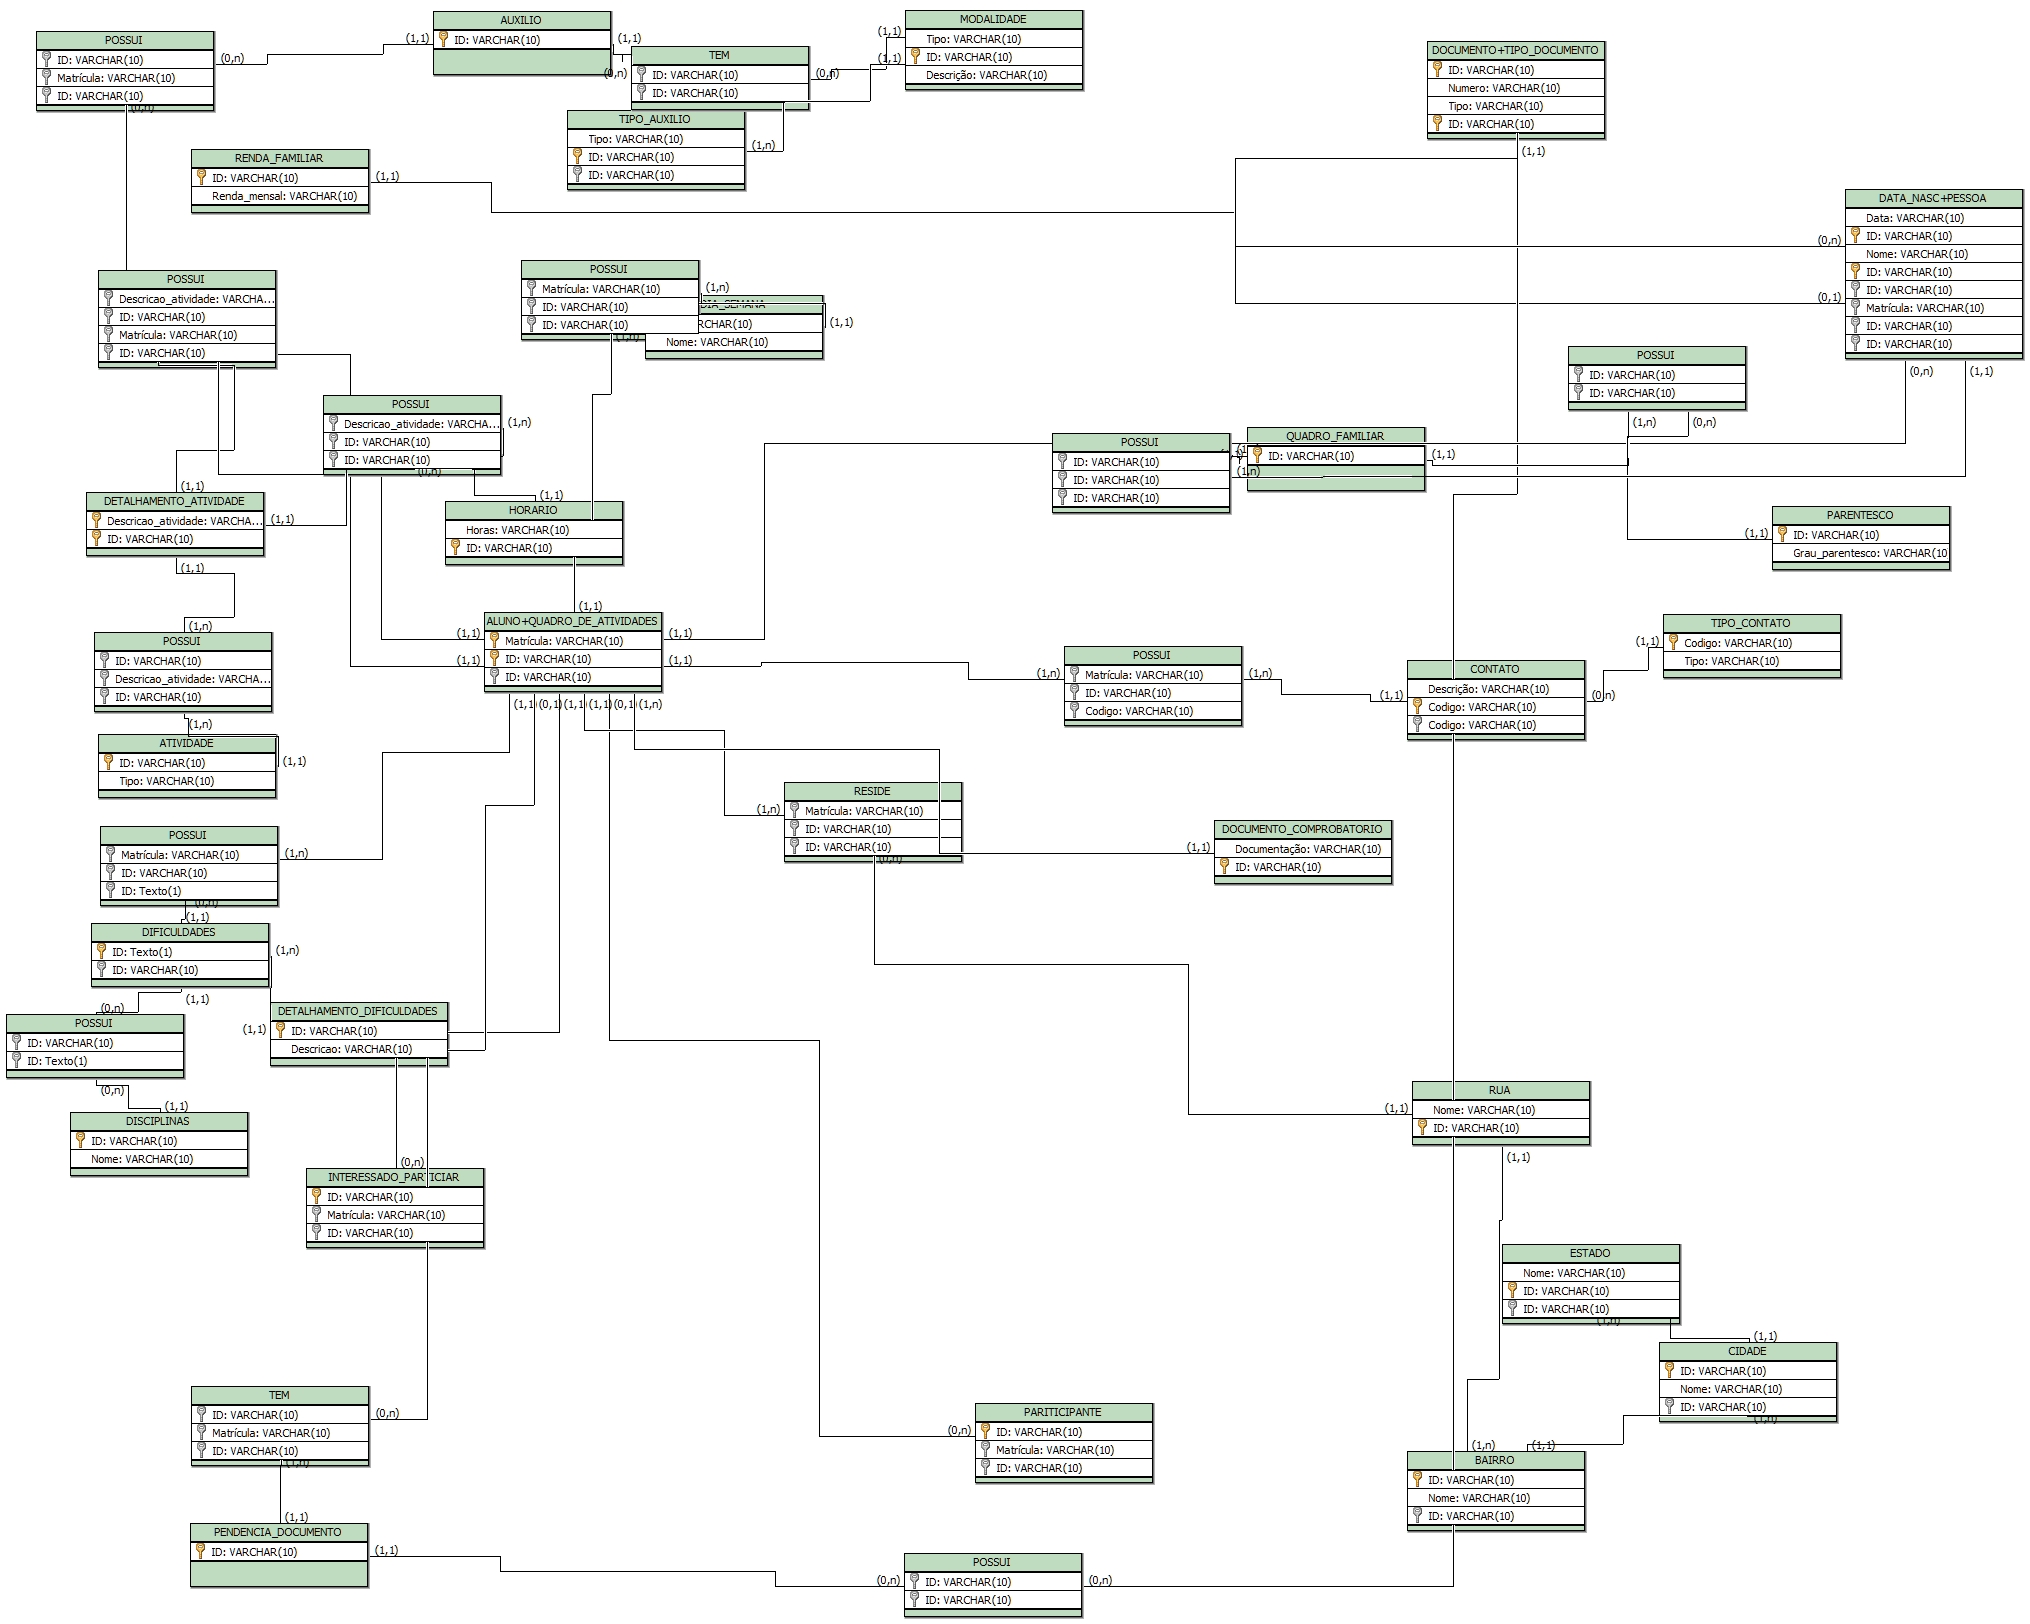 POSSUI
ID: VARCHAR(10)
Matrícula: VARCHAR(10)
ID: VARCHAR(10)
(0,n)
(0,n)
(1,1)
AUXILIO
ID: VARCHAR(10)
(1,1)
(0,n)
TEM
ID: VARCHAR(10)
ID: VARCHAR(10)
(0,n)
(1,1)
(1,1)
MODALIDADE
Tipo: VARCHAR(10)
ID: VARCHAR(10)
Descrição: VARCHAR(10)
TIPO_AUXILIO
Tipo: VARCHAR(10)
ID: VARCHAR(10)
ID: VARCHAR(10)
(1,n)
DOCUMENTO+TIPO_DOCUMENTO
ID: VARCHAR(10)
Numero: VARCHAR(10)
Tipo: VARCHAR(10)
ID: VARCHAR(10)
(1,1)
RENDA_FAMILIAR
ID: VARCHAR(10)
Renda_mensal: VARCHAR(10)
(1,1)
DATA_NASC+PESSOA
Data: VARCHAR(10)
ID: VARCHAR(10)
Nome: VARCHAR(10)
ID: VARCHAR(10)
Matrícula: VARCHAR(10)
ID: VARCHAR(10)
ID: VARCHAR(10)
(0,n)
(0,1)
(0,n)
(1,1)
POSSUI
Descricao_atividade: VARCHA...
ID: VARCHAR(10)
Matrícula: VARCHAR(10)
ID: VARCHAR(10)
POSSUI
Matrícula: VARCHAR(10)
ID: VARCHAR(10)
ID: VARCHAR(10)
(1,n)
(1,n)
DIA_SEMANA
RCHAR(10)
Nome: VARCHAR(10)
(1,1)
POSSUI
ID: VARCHAR(10)
ID: VARCHAR(10)
(1,n)
(0,n)
POSSUI
Descricao_atividade: VARCHA...
ID: VARCHAR(10)
ID: VARCHAR(10)
(1,n)
(0,n)
POSSUI
ID: VARCHAR(10)
ID: VARCHAR(10)
ID: VARCHAR(10)
(1,n)
QUADRO_FAMILIAR
ID: VARCHAR(10)
(1,1)
DETALHAMENTO_ATIVIDADE
Descricao_atividade: VARCHA...
ID: VARCHAR(10)
(1,1)
(1,1)
(1,1)
HORARIO
Horas: VARCHAR(10)
ID: VARCHAR(10)
(1,1)
PARENTESCO
ID: VARCHAR(10)
Grau_parentesco: VARCHAR(10
(1,1)
ALUNO+QUADRO_DE_ATIVIDADES
Matrícula: VARCHAR(10)
ID: VARCHAR(10)
ID: VARCHAR(10)
(1,1)
(1,1)
(1,1)
(1,1)
(1,1)
(1,1
(0,1)
(1,1
(1,1
(0,1
(1,n)
(1,n)
POSSUI
ID: VARCHAR(10)
Descricao_atividade: VARCHA...
ID: VARCHAR(10)
(1,n)
ATIVIDADE
ID: VARCHAR(10)
Tipo: VARCHAR(10)
(1,1)
POSSUI
Matrícula: VARCHAR(10)
ID: VARCHAR(10)
Codigo: VARCHAR(10)
(1,n)
(1,n)
CONTATO
Descrição: VARCHAR(10)
Codigo: VARCHAR(10)
Codigo: VARCHAR(10)
(1,1)
(0,n)
TIPO_CONTATO
Codigo: VARCHAR(10)
Tipo: VARCHAR(10)
(1,1)
RESIDE
Matrícula: VARCHAR(10)
ID: VARCHAR(10)
ID: VARCHAR(10)
(1,n)
(0,n)
DOCUMENTO_COMPROBATORIO
Documentação: VARCHAR(10)
ID: VARCHAR(10)
(1,1)
POSSUI
Matrícula: VARCHAR(10)
ID: VARCHAR(10)
ID: Texto(1)
(1,n)
(0,n)
(1,1)
DIFICULDADES
ID: Texto(1)
ID: VARCHAR(10)
(1,n)
(1,1)
(0,n)
POSSUI
ID: VARCHAR(10)
ID: Texto(1)
(0,n)
DETALHAMENTO_DIFICULDADES
ID: VARCHAR(10)
Descricao: VARCHAR(10)
(1,1)
(1,1)
DISCIPLINAS
ID: VARCHAR(10)
Nome: VARCHAR(10)
RUA
Nome: VARCHAR(10)
ID: VARCHAR(10)
(1,1)
(1,1)
(0,n)
INTERESSADO_PARTICIAR
ID: VARCHAR(10)
Matrícula: VARCHAR(10)
ID: VARCHAR(10)
ESTADO
Nome: VARCHAR(10)
ID: VARCHAR(10)
ID: VARCHAR(10)
(1,n)
(1,1)
CIDADE
ID: VARCHAR(10)
Nome: VARCHAR(10)
ID: VARCHAR(10)
(1,n)
TEM
ID: VARCHAR(10)
Matrícula: VARCHAR(10)
ID: VARCHAR(10)
(0,n)
(1,n)
PARITICIPANTE
ID: VARCHAR(10)
Matrícula: VARCHAR(10)
ID: VARCHAR(10)
(0,n)
(1,n)
(1,1)
BAIRRO
ID: VARCHAR(10)
Nome: VARCHAR(10)
ID: VARCHAR(10)
(1,1)
PENDENCIA_DOCUMENTO
ID: VARCHAR(10)
(1,1)
POSSUI
ID: VARCHAR(10)
ID: VARCHAR(10)
(0,n)
(0,n)